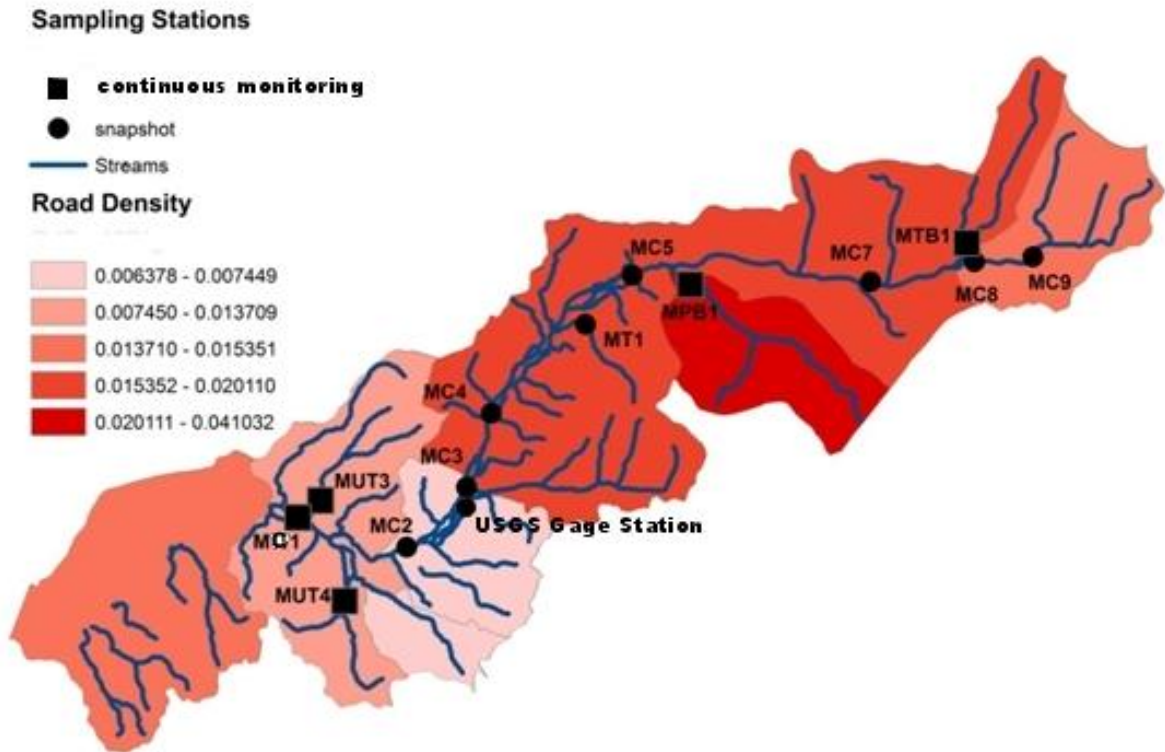 Sampling Stations
continuous monitoring
snapshot
Streams
Road Density
0.006378 - 0.007449
0.007450 - 0.013709
0.013710 - 0.015351
0.015352 - 0.020110
0.020111 - 0.041032
MTB1
MC5
MC7
MC8
MC9
MPB1
MT1
MC4
MC3
MUT3
MC2
USGS Gage Station
MUT4